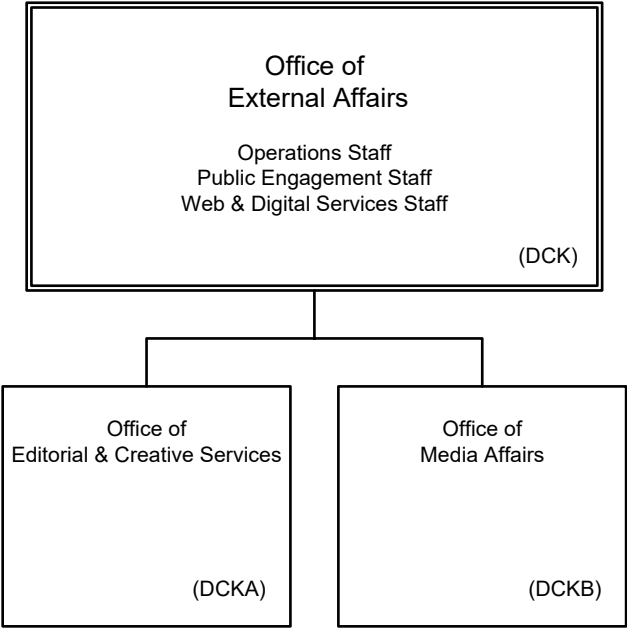 Office of
External Affairs
Operations Staff
Public Engagement Staff
Web & Digital Services Staff
(DCK)
Office of
Editorial & Creative Services
(DCKA)
Office of
Media Affairs
(DCKB)